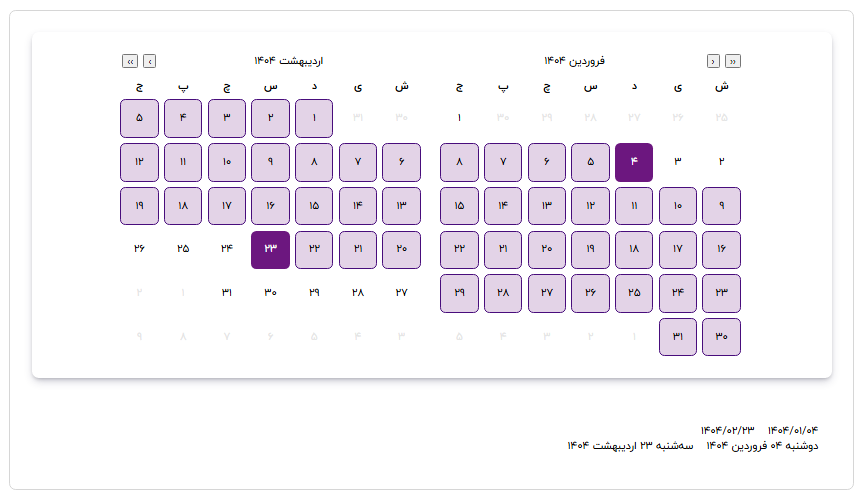 ›› › فروردین ۱۴۰۴
ش ی د س چ پ ج
۲۵ ۲۶ ۲۷ ۲۸ ۲۹ ۳۰ ۱
۲ ۳ ۴ ۵ ۶ ۷ ۸
۹ ۱۰ ۱۱ ۱۲ ۱۳ ۱۴ ۱۵
۱۶ ۱۷ ۱۸ ۱۹ ۲۰ ۲۱ ۲۲
۲۳ ۲۴ ۲۵ ۲۶ ۲۷ ۲۸ ۲۹
۳۰ ۳۱ ۱ ۲ ۳ ۴ ۵
اردیبهشت ۱۴۰۴ ‹ ‹‹
ش ی د س چ پ ج
۳۰ ۳۱ ۱ ۲ ۳ ۴ ۵
۶ ۷ ۸ ۹ ۱۰ ۱۱ ۱۲
۱۳ ۱۴ ۱۵ ۱۶ ۱۷ ۱۸ ۱۹
۲۰ ۲۱ ۲۲ ۲۳ ۲۴ ۲۵ ۲۶
۲۷ ۲۸ ۲۹ ۳۰ ۳۱ ۱ ۲
۳ ۴ ۵ ۶ ۷ ۸ ۹
۱۴۰۴/۰۱/۰۴ ۱۴۰۴/۰۲/۲۳
دوشنبه ۰۴ فروردین ۱۴۰۴ سه‌شنبه ۲۳ اردیبهشت ۱۴۰۴